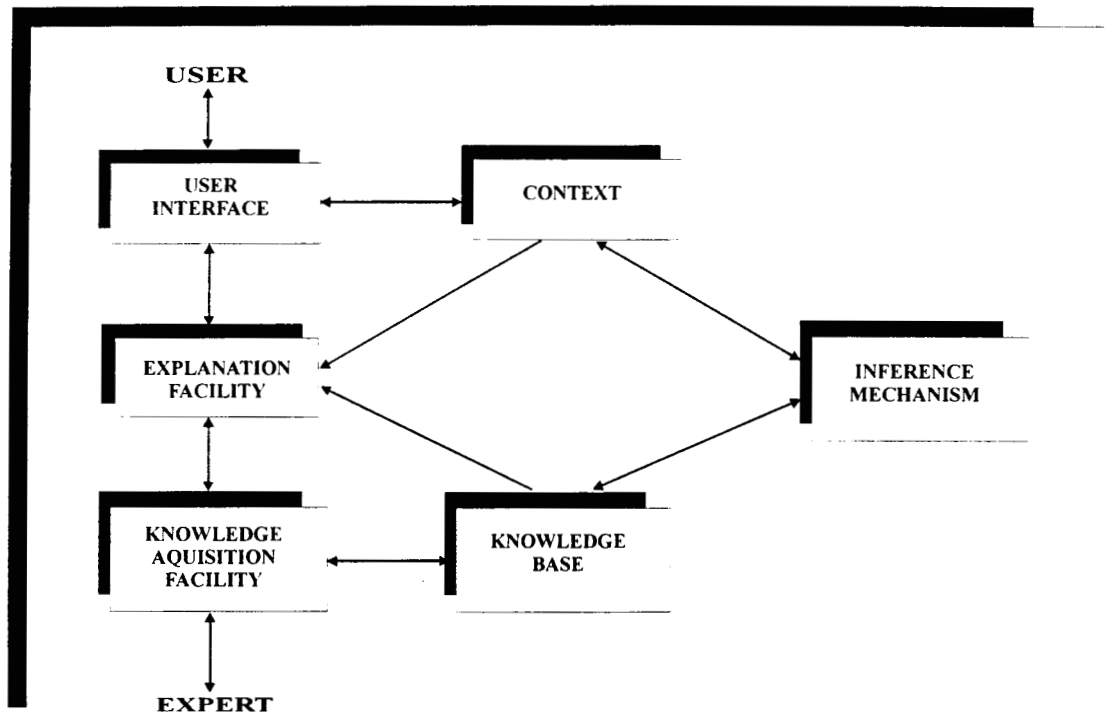 USER
USER
INTERFACE
CONTEXT
EXPLANATION
FACILITY
INFERENCE
MECHANISM
KNOWLEDGE
AQUISITION
FACILITY
KNOWLEDGE
BASE
EXPERT